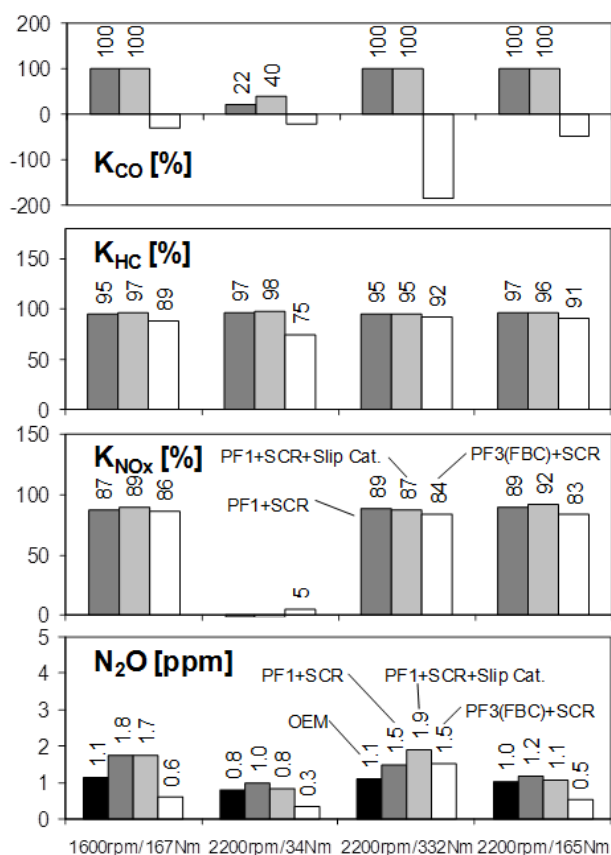 200
100
0
-100
-200
100 100
22 40
100 100
100 100
K_CO [%]
150
100
50
0
K_HC [%]
95 97 89
97 98 75
95 95 92
97 96 91
150
100
50
0
K_NOx [%]
PF1+SCR+Slip Cat.
PF3(FBC)+SCR
PF1+SCR
87 89 86
5
89 87 84
89 92 83
5
4
3
2
1
0
N₂O [ppm]
PF1+SCR
PF1+SCR+Slip Cat.
OEM
PF3(FBC)+SCR
1.1 1.8 1.7 0.6
0.8 1.0 0.8 0.3
1.1 1.5 1.9 1.5
1.0 1.2 1.1 0.5
1600rpm/167Nm 2200rpm/34Nm 2200rpm/332Nm 2200rpm/165Nm